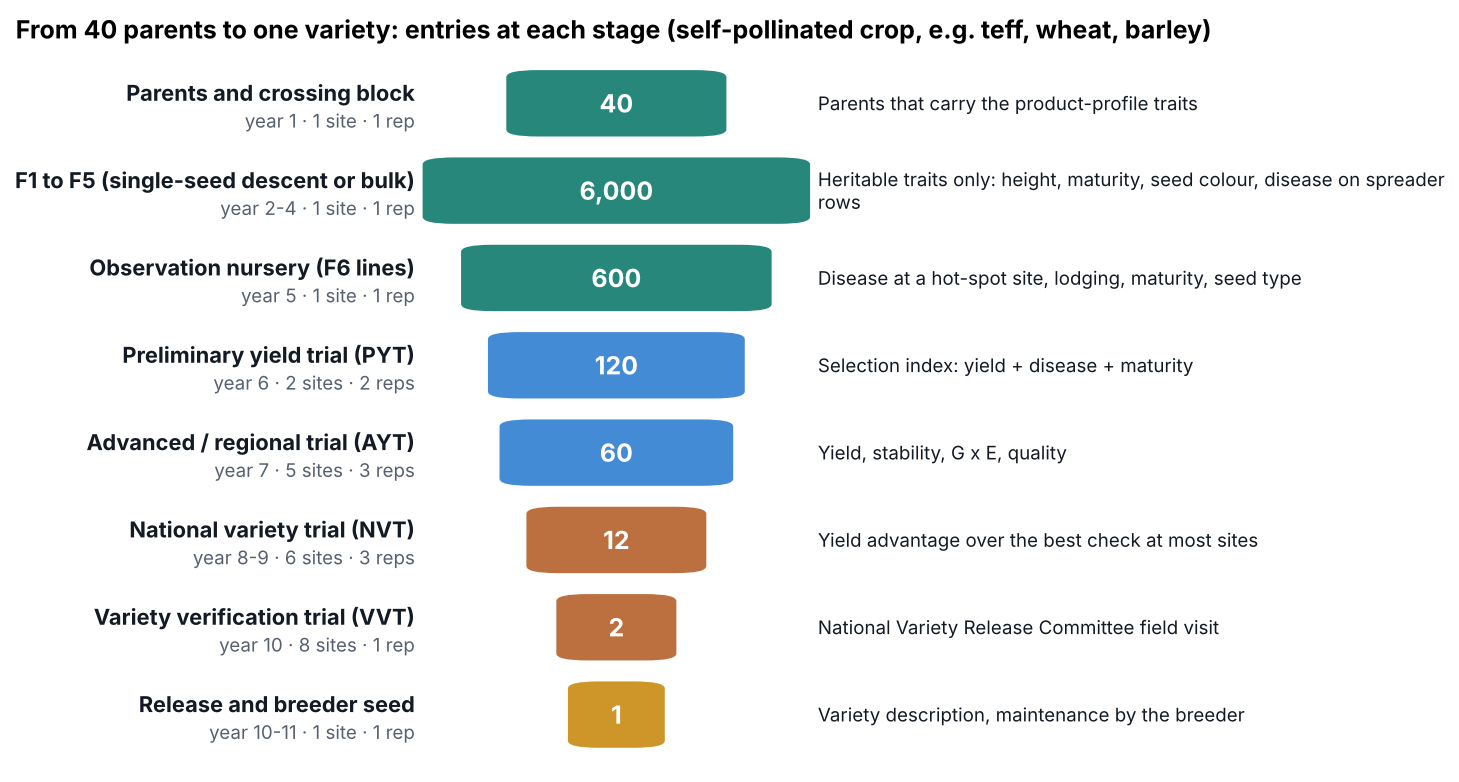 From 40 parents to one variety: entries at each stage (self-pollinated crop, e.g. teff, wheat, barley)
Parents and crossing block
year 1 · 1 site · 1 rep
40
Parents that carry the product-profile traits
F1 to F5 (single-seed descent or bulk)
year 2-4 · 1 site · 1 rep
6,000
Heritable traits only: height, maturity, seed colour, disease on spreader
rows
Observation nursery (F6 lines)
year 5 · 1 site · 1 rep
600
Disease at a hot-spot site, lodging, maturity, seed type
Preliminary yield trial (PYT)
year 6 · 2 sites · 2 reps
120
Selection index: yield + disease + maturity
Advanced / regional trial (AYT)
year 7 · 5 sites · 3 reps
60
Yield, stability, G x E, quality
National variety trial (NVT)
year 8-9 · 6 sites · 3 reps
12
Yield advantage over the best check at most sites
Variety verification trial (VVT)
year 10 · 8 sites · 1 rep
2
National Variety Release Committee field visit
Release and breeder seed
year 10-11 · 1 site · 1 rep
1
Variety description, maintenance by the breeder